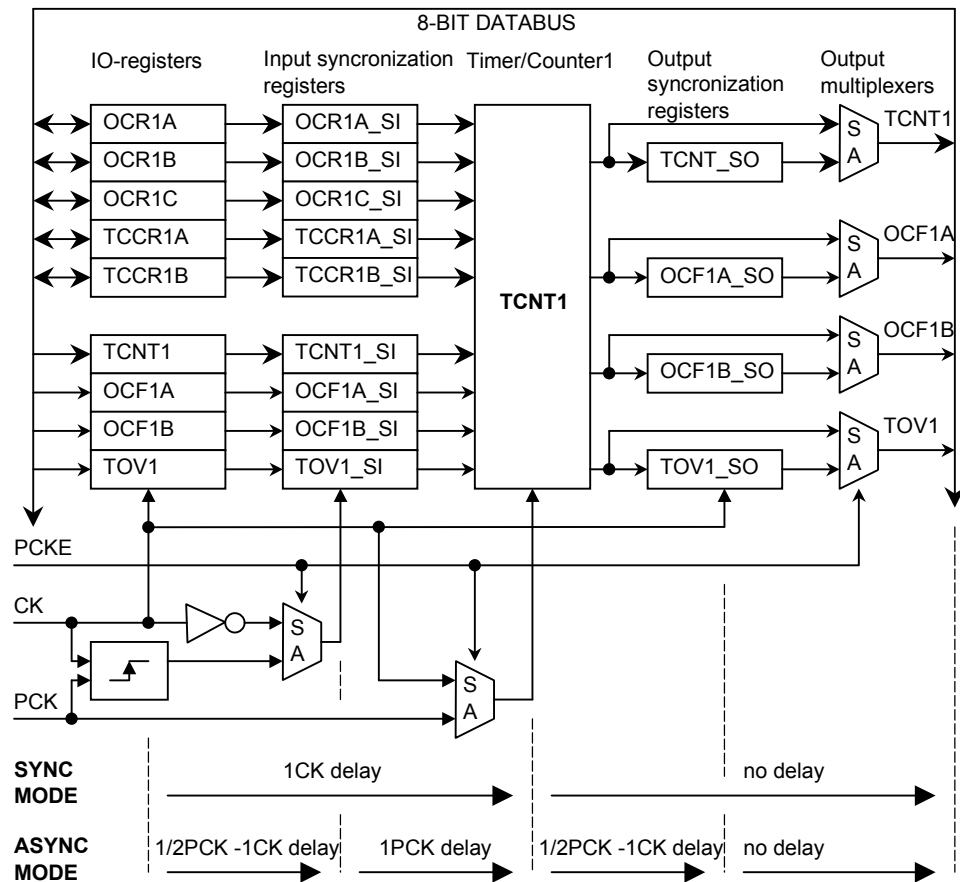 8-BIT DATABUS
IO-registers
Input syncronization
registers
Timer/Counter1
Output
syncronization
registers
Output
multiplexers
OCR1A
OCR1B
OCR1C
TCCR1A
TCCR1B
TCNT1
OCF1A
OCF1B
TOV1
OCR1A_SI
OCR1B_SI
OCR1C_SI
TCCR1A_SI
TCCR1B_SI
TCNT1_SI
OCF1A_SI
OCF1B_SI
TOV1_SI
TCNT1
TCNT_SO
OCF1A_SO
OCF1B_SO
TOV1_SO
S
A
TCNT1
S
A
OCF1A
S
A
OCF1B
S
A
TOV1
PCKE
CK
S
A
PCK
S
A
SYNC
MODE
1CK delay
no delay
ASYNC
MODE
1/2PCK -1CK delay
1PCK delay
1/2PCK -1CK delay
no delay